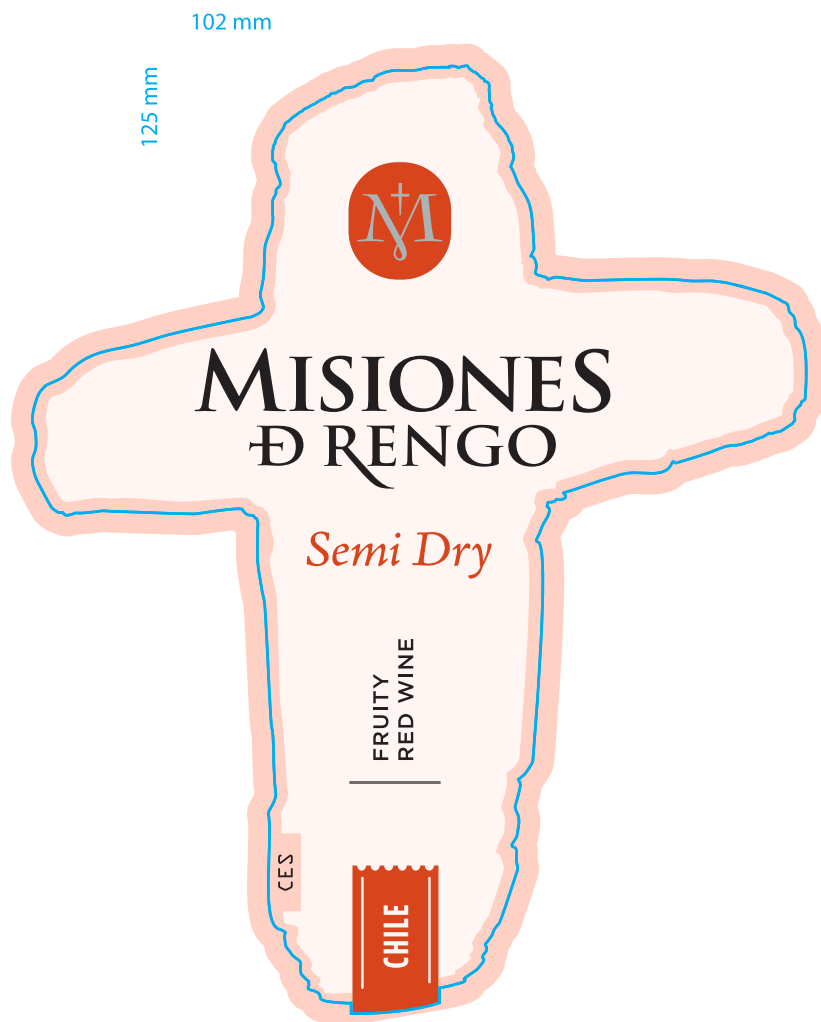 102 mm
125 mm
M
MISIONES
Đ RENGO
Semi Dry
FRUITY
RED WINE
CES
CHILE